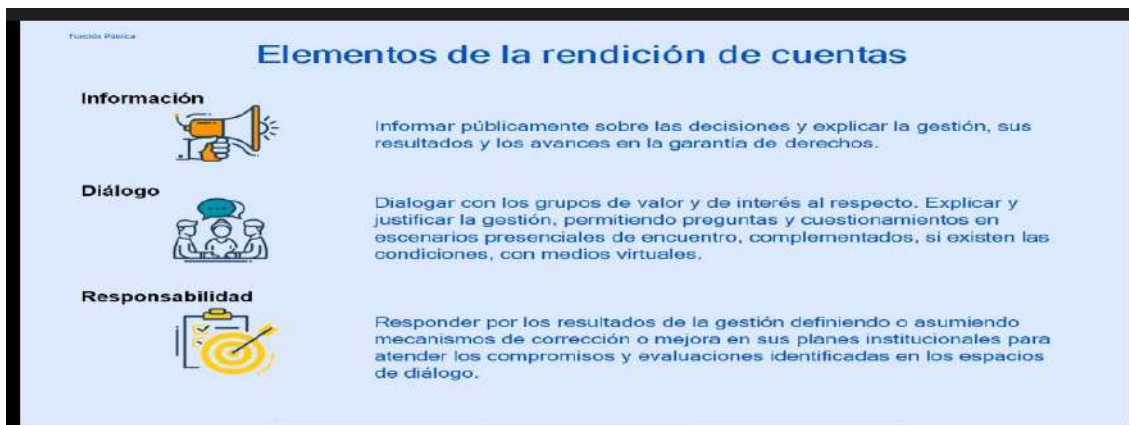 Función Pública
Elementos de la rendición de cuentas
Información
Informar públicamente sobre las decisiones y explicar la gestión, sus
resultados y los avances en la garantía de derechos.
Diálogo
Dialogar con los grupos de valor y de interés al respecto. Explicar y
justificar la gestión, permitiendo preguntas y cuestionamientos en
escenarios presenciales de encuentro, complementados, si existen las
condiciones, con medios virtuales.
Responsabilidad
Responder por los resultados de la gestión definiendo o asumiendo
mecanismos de corrección o mejora en sus planes institucionales para
atender los compromisos y evaluaciones identificadas en los espacios
de diálogo.